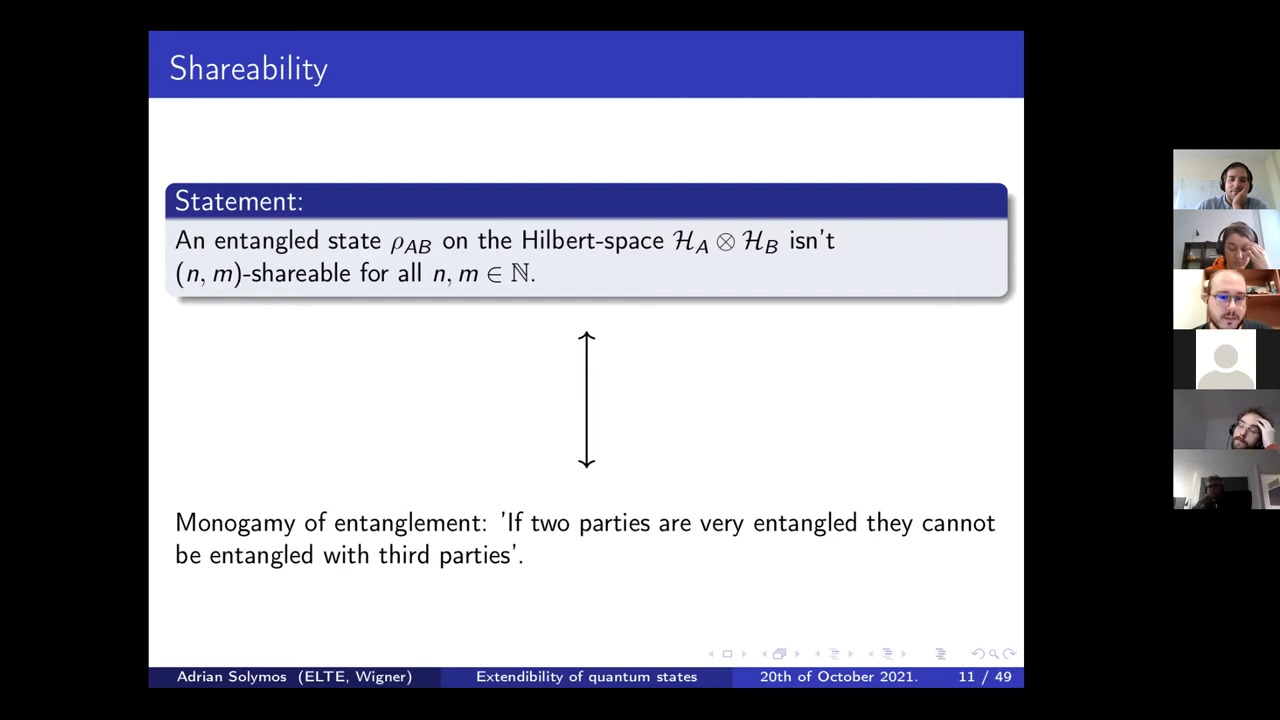 Shareability
Statement:
An entangled state ρ_AB on the Hilbert-space ℋ_A ⊗ ℋ_B isn't
(n, m)-shareable for all n, m ∈ ℕ.
Monogamy of entanglement: 'If two parties are very entangled they cannot
be entangled with third parties'.
Adrian Solymos (ELTE, Wigner) Extendibility of quantum states 20th of October 2021. 11 / 49